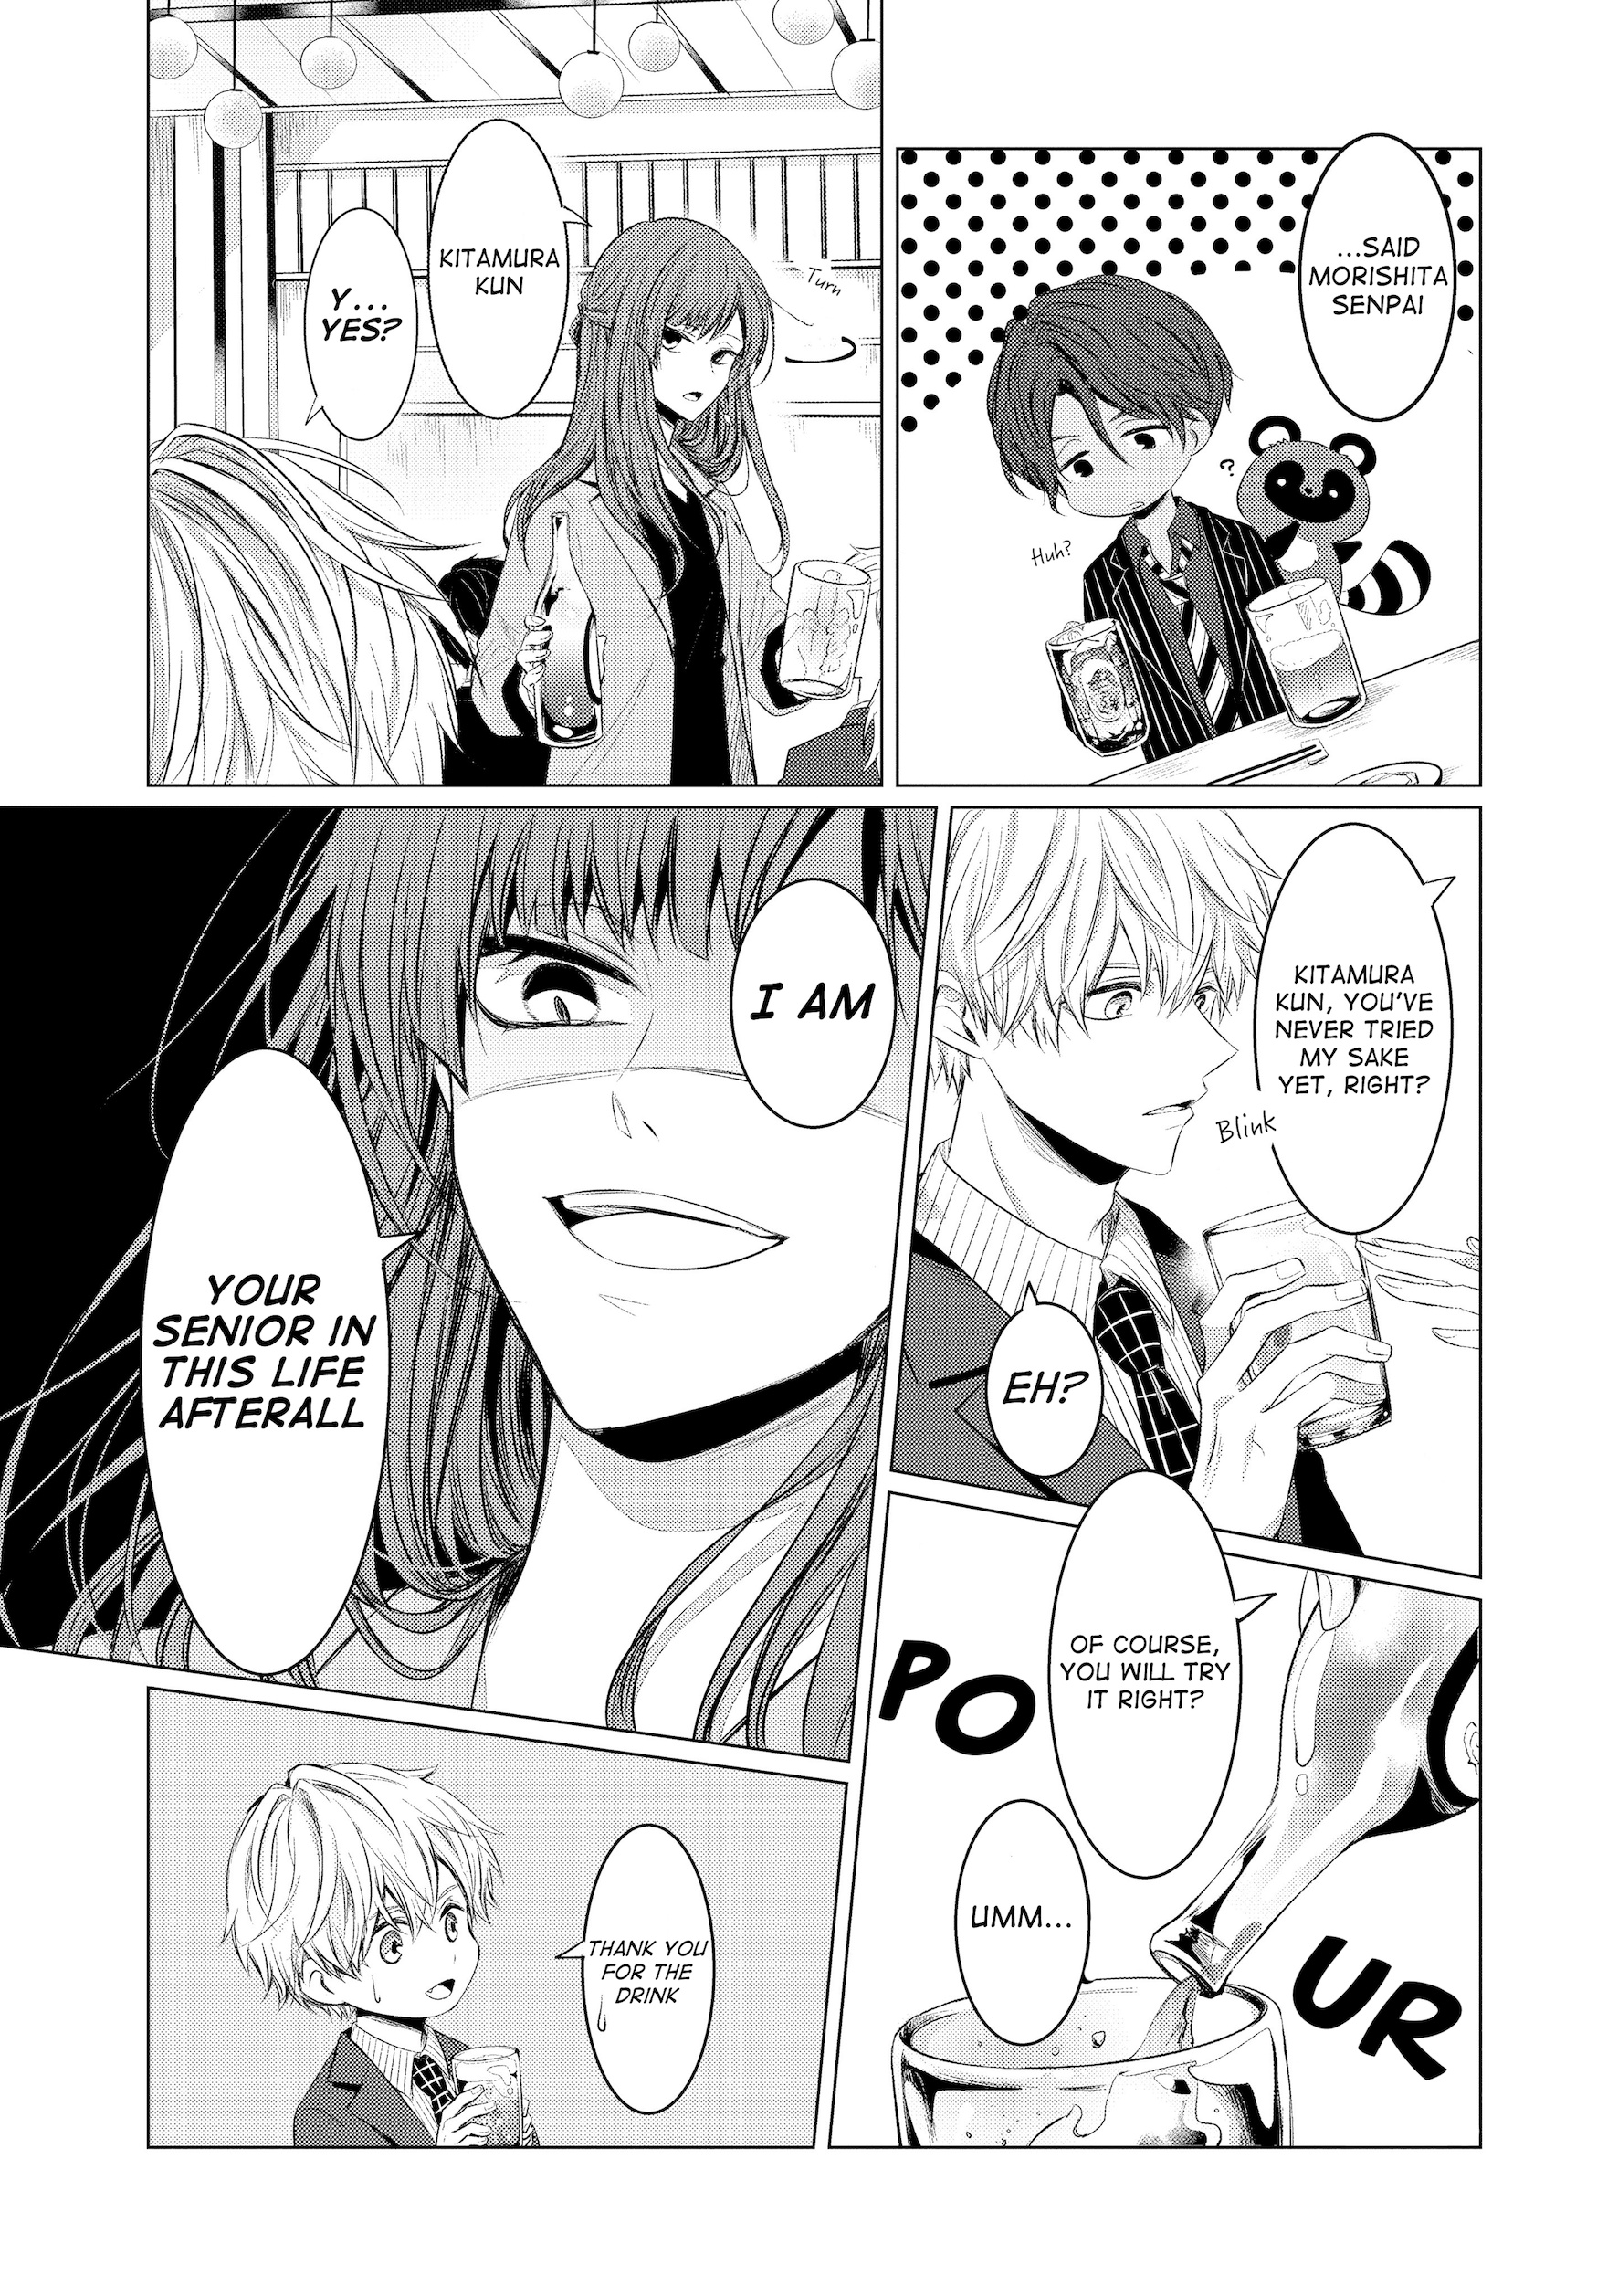 ...SAID
MORISHITA
SENPAI
?
Huh?
KITAMURA
KUN
Turn
Y...
YES?
KITAMURA
KUN, YOU'VE
NEVER TRIED
MY SAKE
YET, RIGHT?
Blink
EH?
I AM
YOUR
SENIOR IN
THIS LIFE
AFTERALL
OF COURSE,
YOU WILL TRY
IT RIGHT?
PO
UR
UMM...
THANK YOU
FOR THE
DRINK